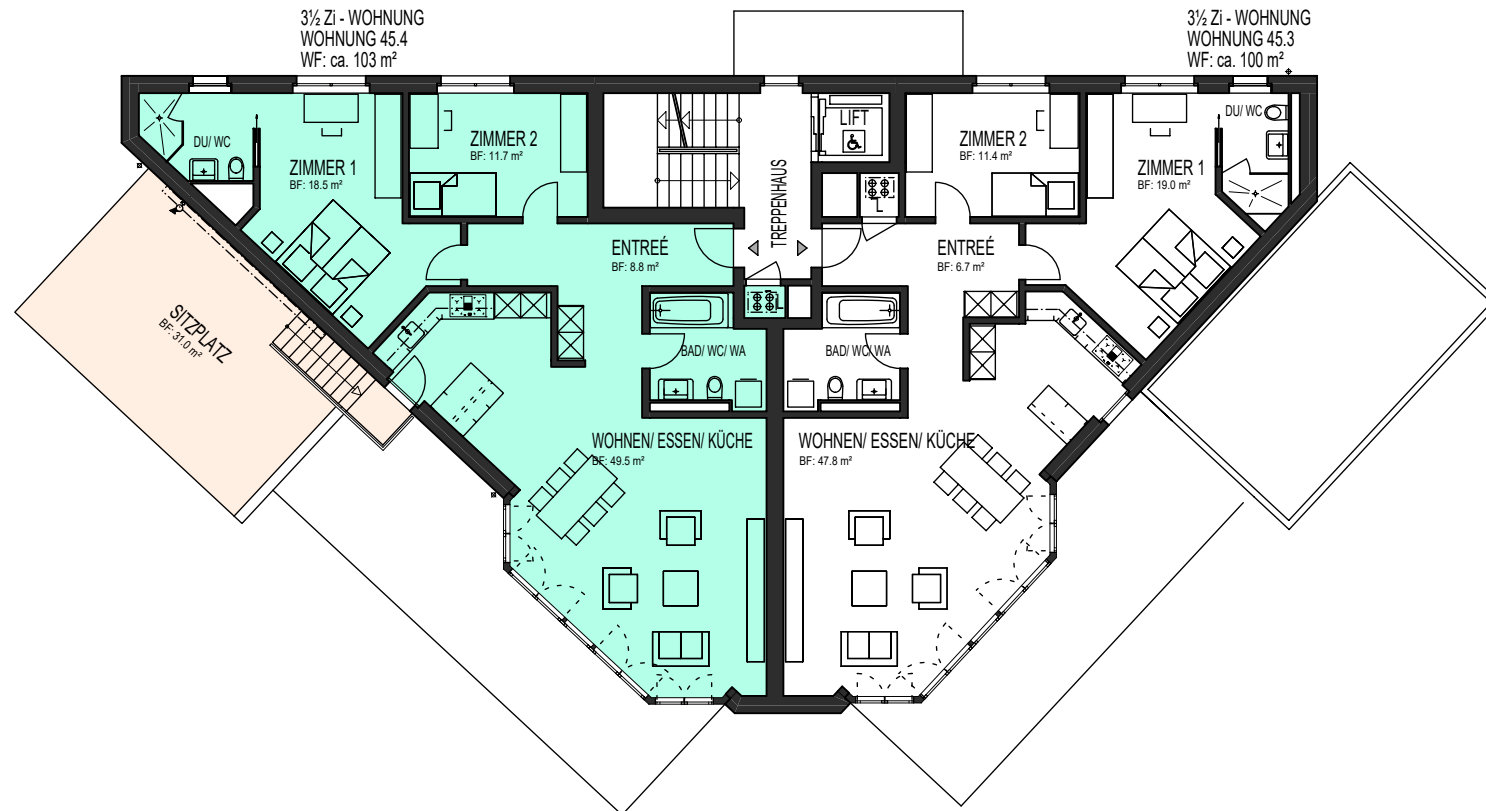 3½ Zi - WOHNUNG
WOHNUNG 45.4
WF: ca. 103 m²
3½ Zi - WOHNUNG
WOHNUNG 45.3
WF: ca. 100 m²
DU/ WC
ZIMMER 1
BF: 18.5 m²
ZIMMER 2
BF: 11.7 m²
LIFT
TREPPENHAUS
L
ZIMMER 2
BF: 11.4 m²
ZIMMER 1
BF: 19.0 m²
DU/ WC
ENTREÉ
BF: 8.8 m²
ENTREÉ
BF: 6.7 m²
L
SITZPLATZ
BF: 31.0 m²
BAD/ WC/ WA
BAD/ WC/ WA
WOHNEN/ ESSEN/ KÜCHE
BF: 49.5 m²
WOHNEN/ ESSEN/ KÜCHE
BF: 47.8 m²